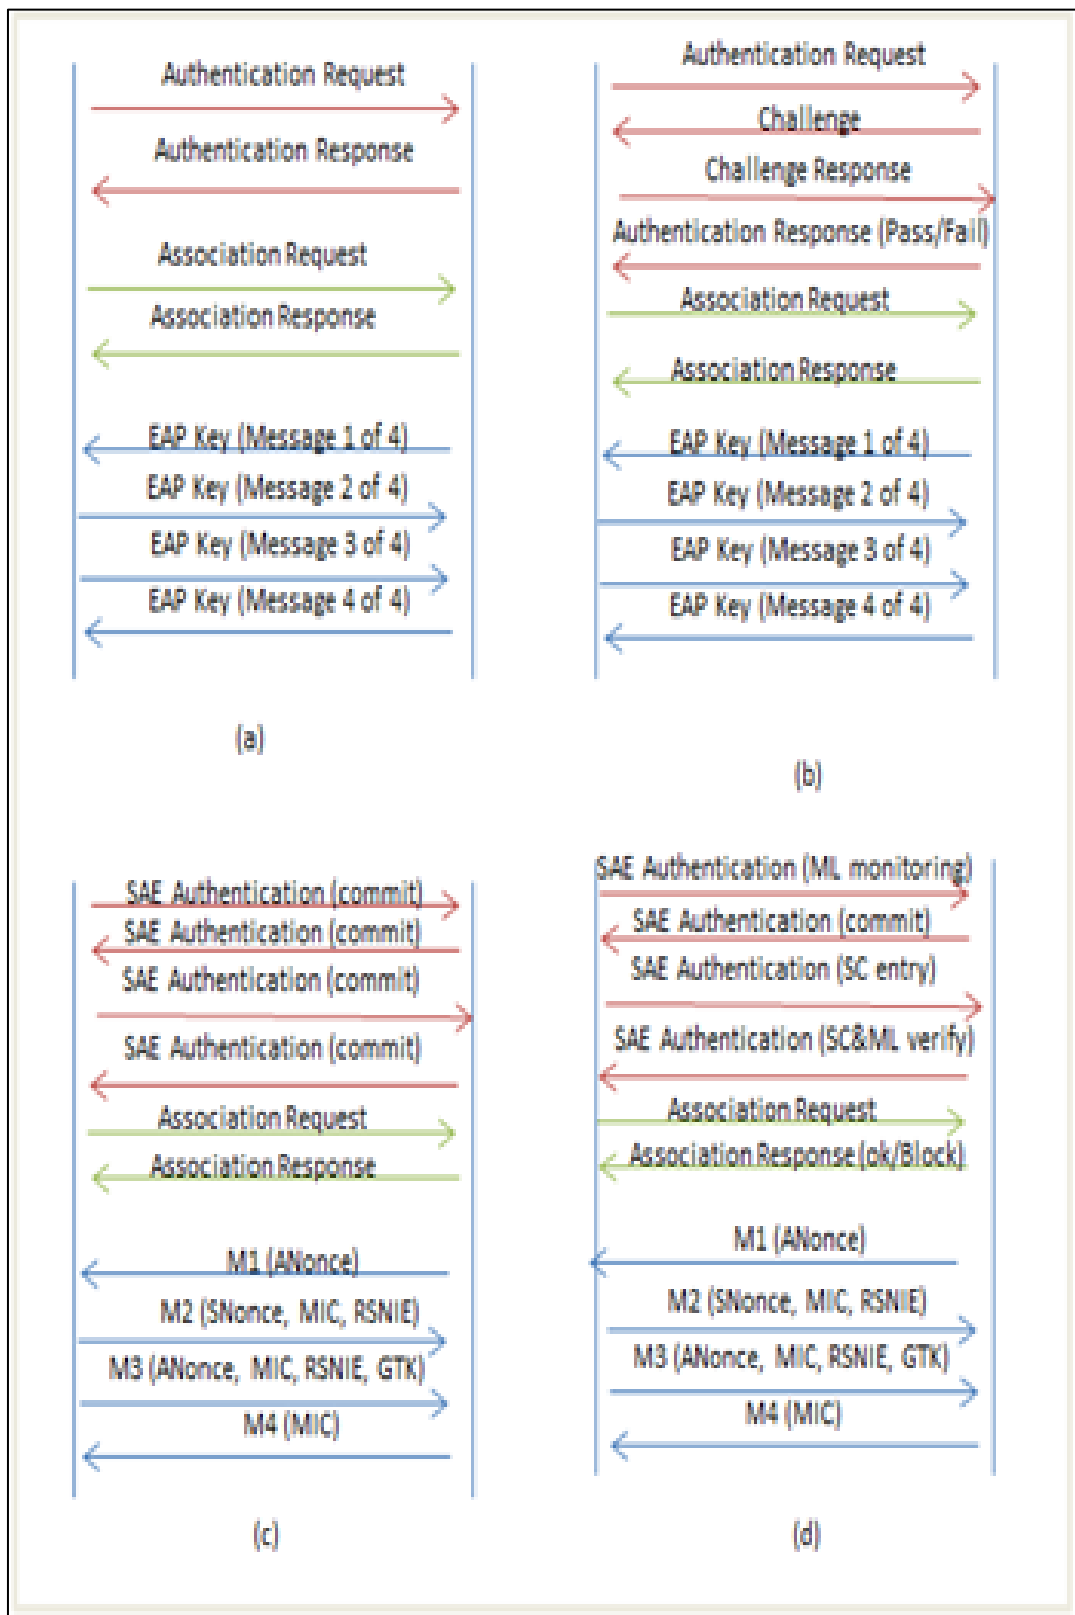 Authentication Request
Authentication Response
Association Request
Association Response
EAP Key (Message 1 of 4)
EAP Key (Message 2 of 4)
EAP Key (Message 3 of 4)
EAP Key (Message 4 of 4)
(a)
Authentication Request
Challenge
Challenge Response
Authentication Response (Pass/Fail)
Association Request
Association Response
EAP Key (Message 1 of 4)
EAP Key (Message 2 of 4)
EAP Key (Message 3 of 4)
EAP Key (Message 4 of 4)
(b)
SAE Authentication (commit)
SAE Authentication (commit)
SAE Authentication (commit)
SAE Authentication (commit)
Association Request
Association Response
M1 (ANonce)
M2 (SNonce, MIC, RSNIE)
M3 (ANonce, MIC, RSNIE, GTK)
M4 (MIC)
(c)
SAE Authentication (ML monitoring)
SAE Authentication (commit)
SAE Authentication (SC entry)
SAE Authentication (SC&ML verify)
Association Request
Association Response (ok/Block)
M1 (ANonce)
M2 (SNonce, MIC, RSNIE)
M3 (ANonce, MIC, RSNIE, GTK)
M4 (MIC)
(d)